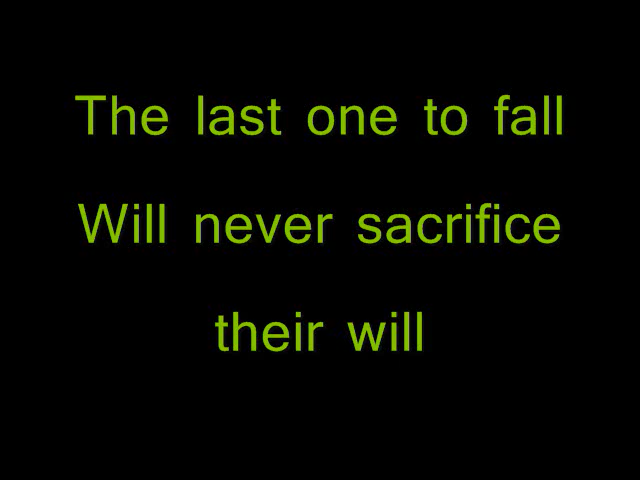 The last one to fall
Will never sacrifice
their will